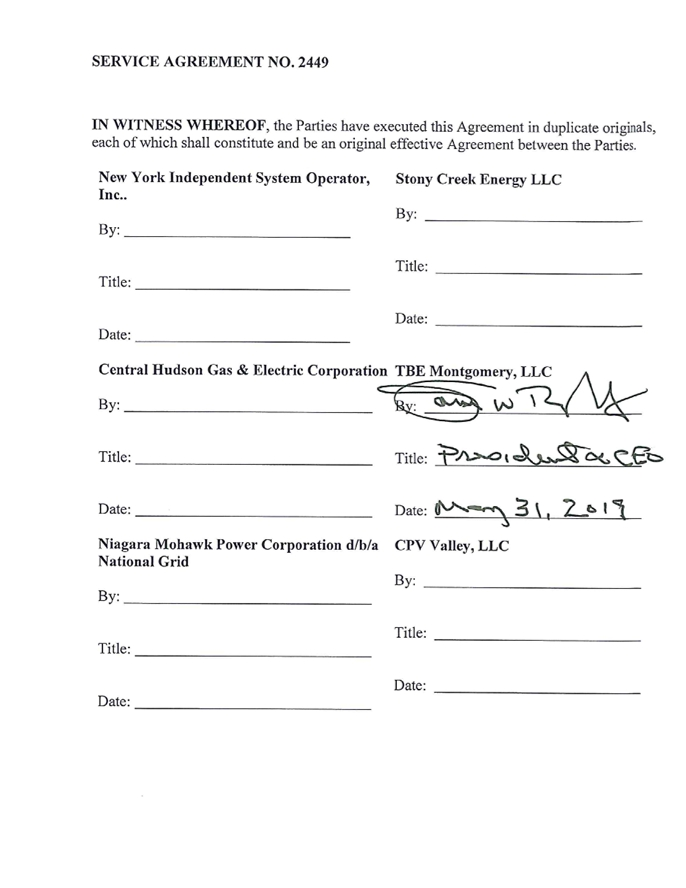 SERVICE AGREEMENT NO. 2449
IN WITNESS WHEREOF, the Parties have executed this Agreement in duplicate originals,
each of which shall constitute and be an original effective Agreement between the Parties.
New York Independent System Operator,
Inc..
By:
Title:
Date:
Stony Creek Energy LLC
By:
Title:
Date:
Central Hudson Gas & Electric Corporation
By:
Title:
Date:
TBE Montgomery, LLC
By:
Title: President & CEO
Date: May 31, 2019
Niagara Mohawk Power Corporation d/b/a
National Grid
By:
Title:
Date:
CPV Valley, LLC
By:
Title:
Date: